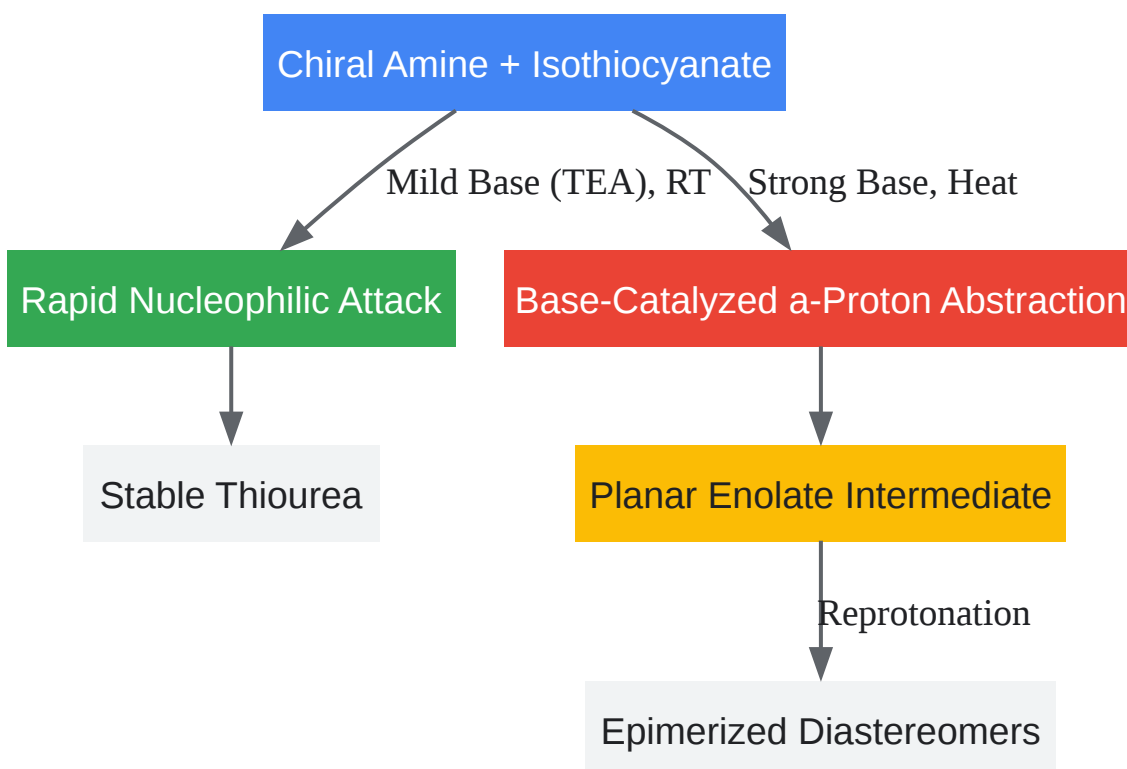 Chiral Amine + Isothiocyanate
Mild Base (TEA), RT
Strong Base, Heat
Rapid Nucleophilic Attack
Base-Catalyzed a-Proton Abstraction
Stable Thiourea
Planar Enolate Intermediate
Reprotonation
Epimerized Diastereomers